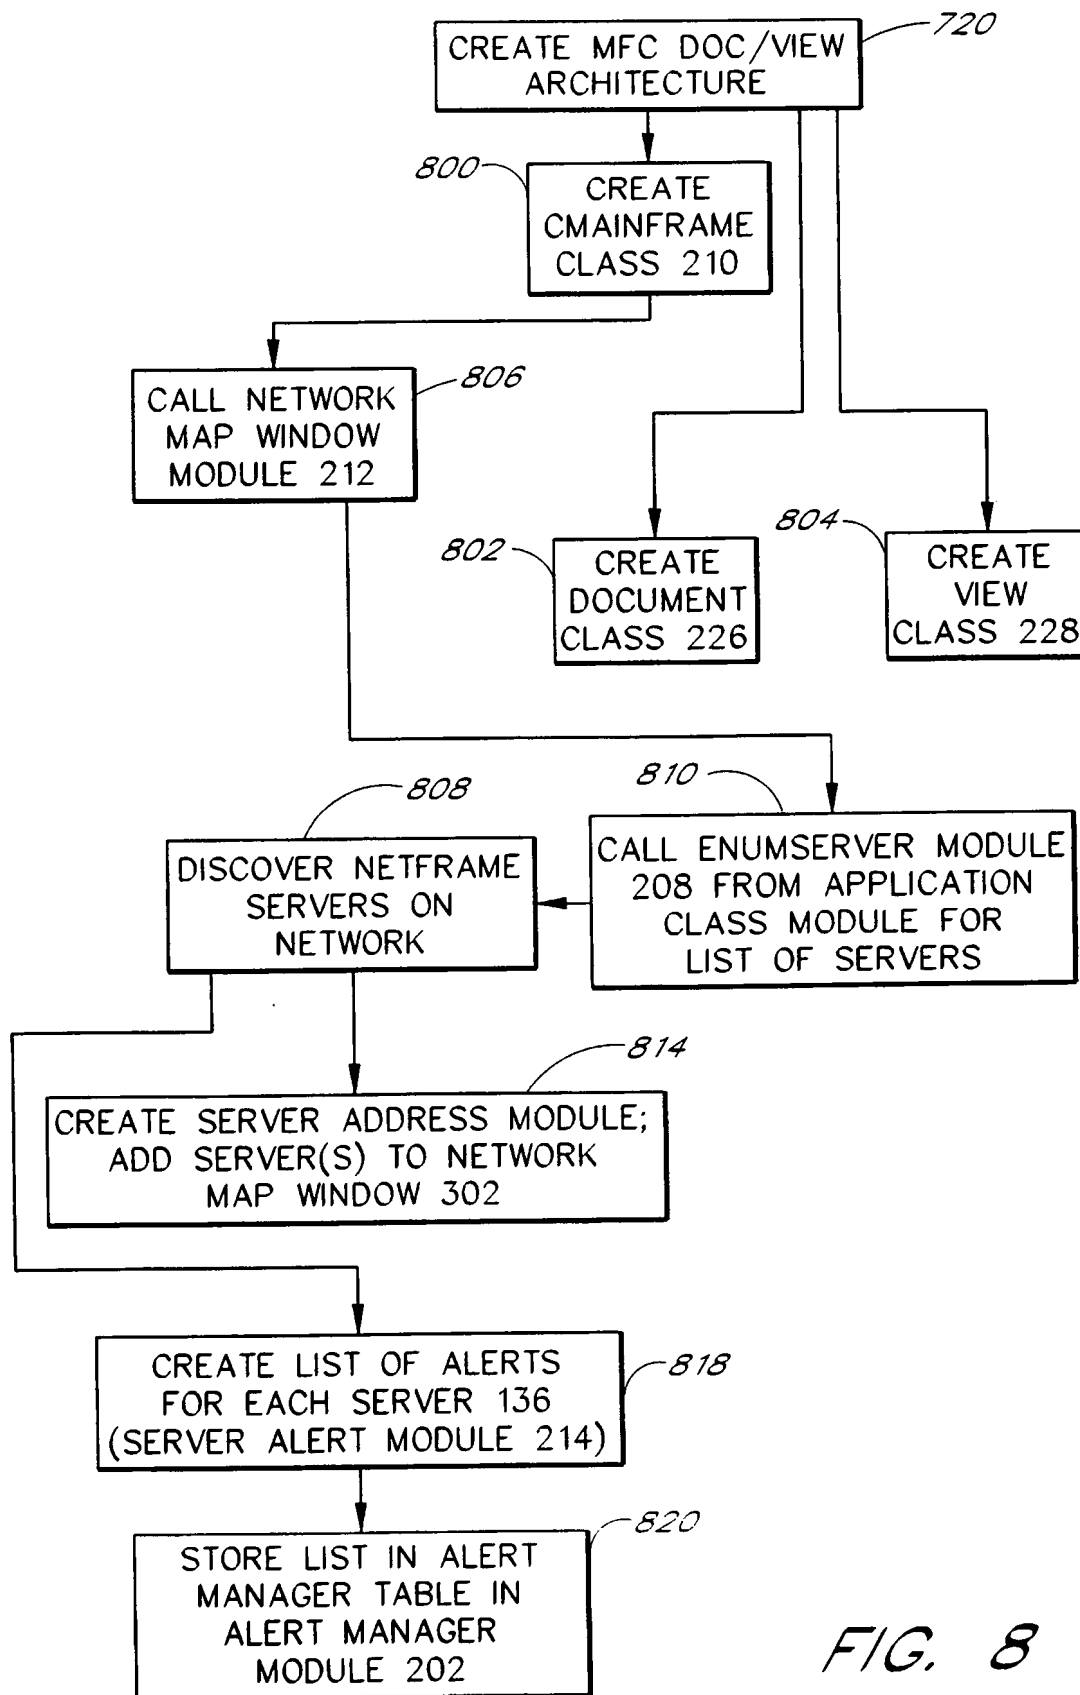 720
CREATE MFC DOC/VIEW
ARCHITECTURE
800
CREATE
CMAINFRAME
CLASS 210
806
CALL NETWORK
MAP WINDOW
MODULE 212
802
CREATE
DOCUMENT
CLASS 226
804
CREATE
VIEW
CLASS 228
810
CALL ENUMSERVER MODULE
208 FROM APPLICATION
CLASS MODULE FOR
LIST OF SERVERS
808
DISCOVER NETFRAME
SERVERS ON
NETWORK
814
CREATE SERVER ADDRESS MODULE;
ADD SERVER(S) TO NETWORK
MAP WINDOW 302
818
CREATE LIST OF ALERTS
FOR EACH SERVER 136
(SERVER ALERT MODULE 214)
820
STORE LIST IN ALERT
MANAGER TABLE IN
ALERT MANAGER
MODULE 202
FIG. 8